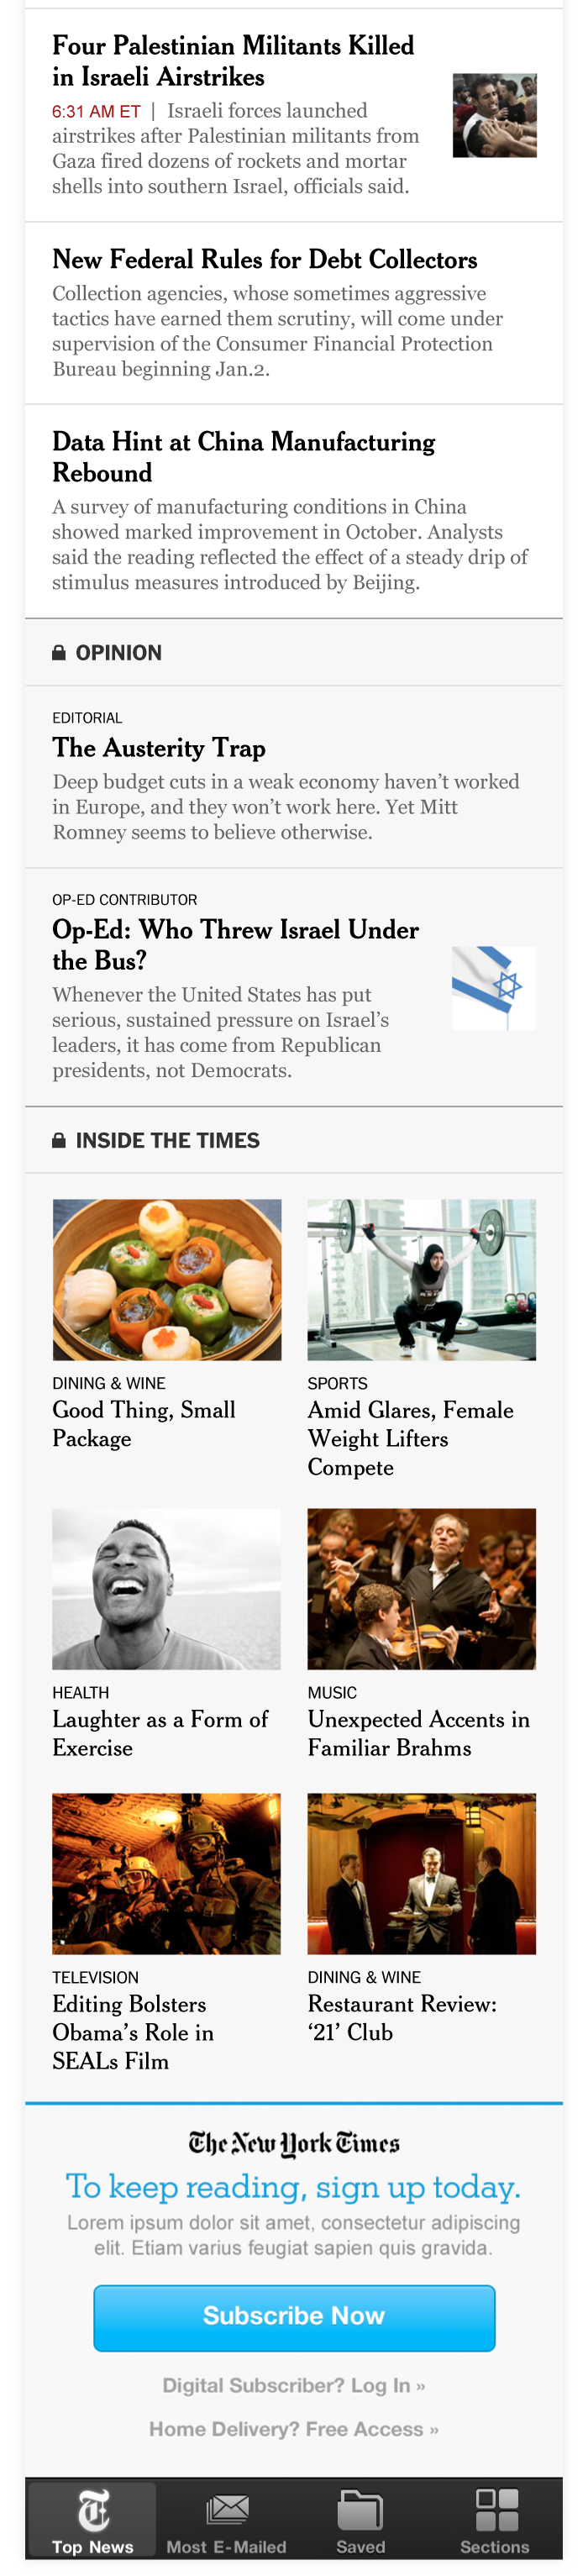 Four Palestinian Militants Killed
in Israeli Airstrikes
6:31 AM ET | Israeli forces launched
airstrikes after Palestinian militants from
Gaza fired dozens of rockets and mortar
shells into southern Israel, officials said.
New Federal Rules for Debt Collectors
Collection agencies, whose sometimes aggressive
tactics have earned them scrutiny, will come under
supervision of the Consumer Financial Protection
Bureau beginning Jan.2.
Data Hint at China Manufacturing
Rebound
A survey of manufacturing conditions in China
showed marked improvement in October. Analysts
said the reading reflected the effect of a steady drip of
stimulus measures introduced by Beijing.
OPINION
EDITORIAL
The Austerity Trap
Deep budget cuts in a weak economy haven’t worked
in Europe, and they won’t work here. Yet Mitt
Romney seems to believe otherwise.
OP-ED CONTRIBUTOR
Op-Ed: Who Threw Israel Under
the Bus?
Whenever the United States has put
serious, sustained pressure on Israel’s
leaders, it has come from Republican
presidents, not Democrats.
INSIDE THE TIMES
DINING & WINE
Good Thing, Small
Package
SPORTS
Amid Glares, Female
Weight Lifters
Compete
HEALTH
Laughter as a Form of
Exercise
MUSIC
Unexpected Accents in
Familiar Brahms
TELEVISION
Editing Bolsters
Obama’s Role in
SEALs Film
DINING & WINE
Restaurant Review:
‘21’ Club
The New York Times
To keep reading, sign up today.
Lorem ipsum dolor sit amet, consectetur adipiscing
elit. Etiam varius feugiat sapien quis gravida.
Subscribe Now
Digital Subscriber? Log In »
Home Delivery? Free Access »
T
Top News
Most E-Mailed
Saved
Sections